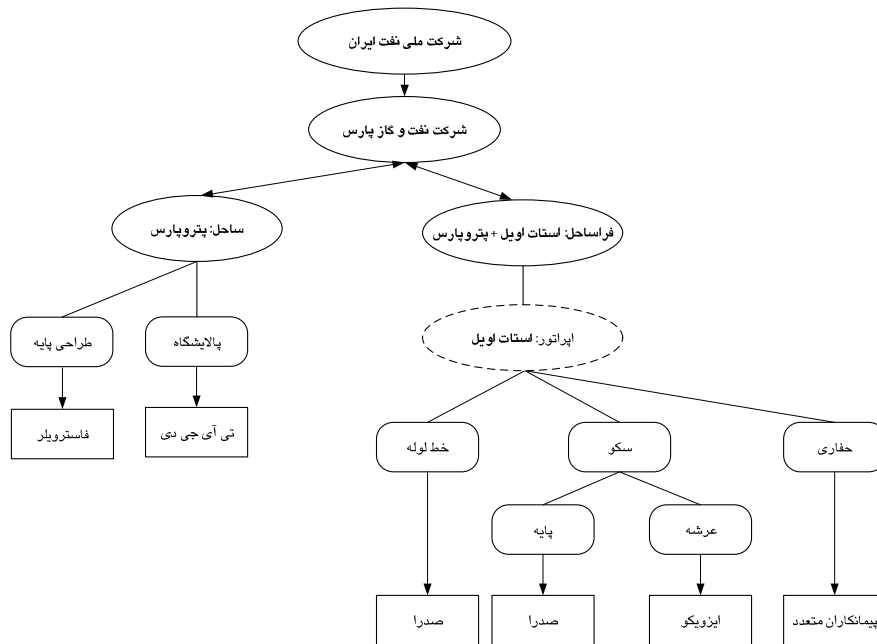 شرکت ملی نفت ایران
شرکت نفت و گاز پارس
ساحل: پتروپارس
فراساحل: استات اویل + پتروپارس
اپراتور: استات اویل
طراحی پایه
پالایشگاه
فاسترویلر
تی آی جی دی
خط لوله
سکو
حفاری
پایه
عرشه
صدرا
صدرا
ایزویکو
پیمانکاران متعدد